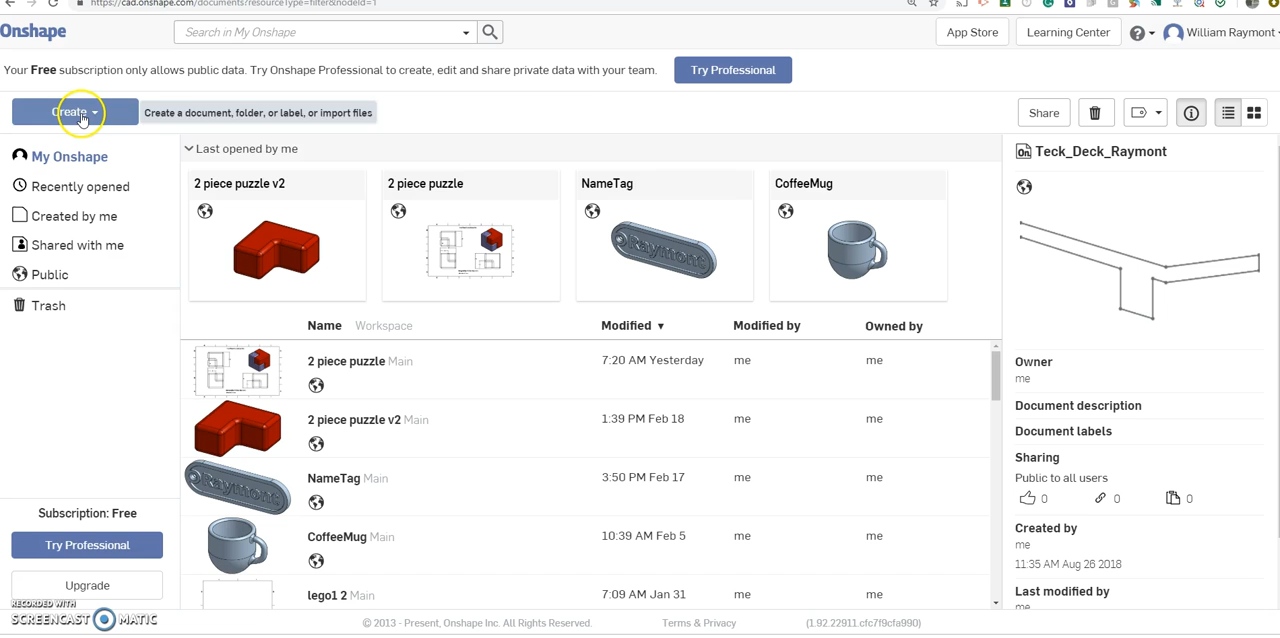 https://cad.onshape.com/documents?resourceType=filter&nodeId=1
Onshape
Search in My Onshape
App Store
Learning Center
William Raymont
Your Free subscription only allows public data. Try Onshape Professional to create, edit and share private data with your team.
Try Professional
Create
Create a document, folder, or label, or import files
Share
My Onshape
Recently opened
Created by me
Shared with me
Public
Trash
Subscription: Free
Try Professional
Upgrade
RECORDED WITH
SCREENCAST MATIC
Last opened by me
2 piece puzzle v2
2 piece puzzle
NameTag
CoffeeMug
Raymont
Name Workspace Modified ▼ Modified by Owned by
2 piece puzzle Main 7:20 AM Yesterday me me
2 piece puzzle v2 Main 1:39 PM Feb 18 me me
Raymont
NameTag Main 3:50 PM Feb 17 me me
CoffeeMug Main 10:39 AM Feb 5 me me
lego1 2 Main 7:09 AM Jan 31 me me
Teck_Deck_Raymont
Owner
me
Document description
Document labels
Sharing
Public to all users
0 0 0
Created by
me
11:35 AM Aug 26 2018
Last modified by
me
© 2013 - Present, Onshape Inc. All Rights Reserved.
Terms & Privacy
(1.92.22911.cfc7f9cfa990)